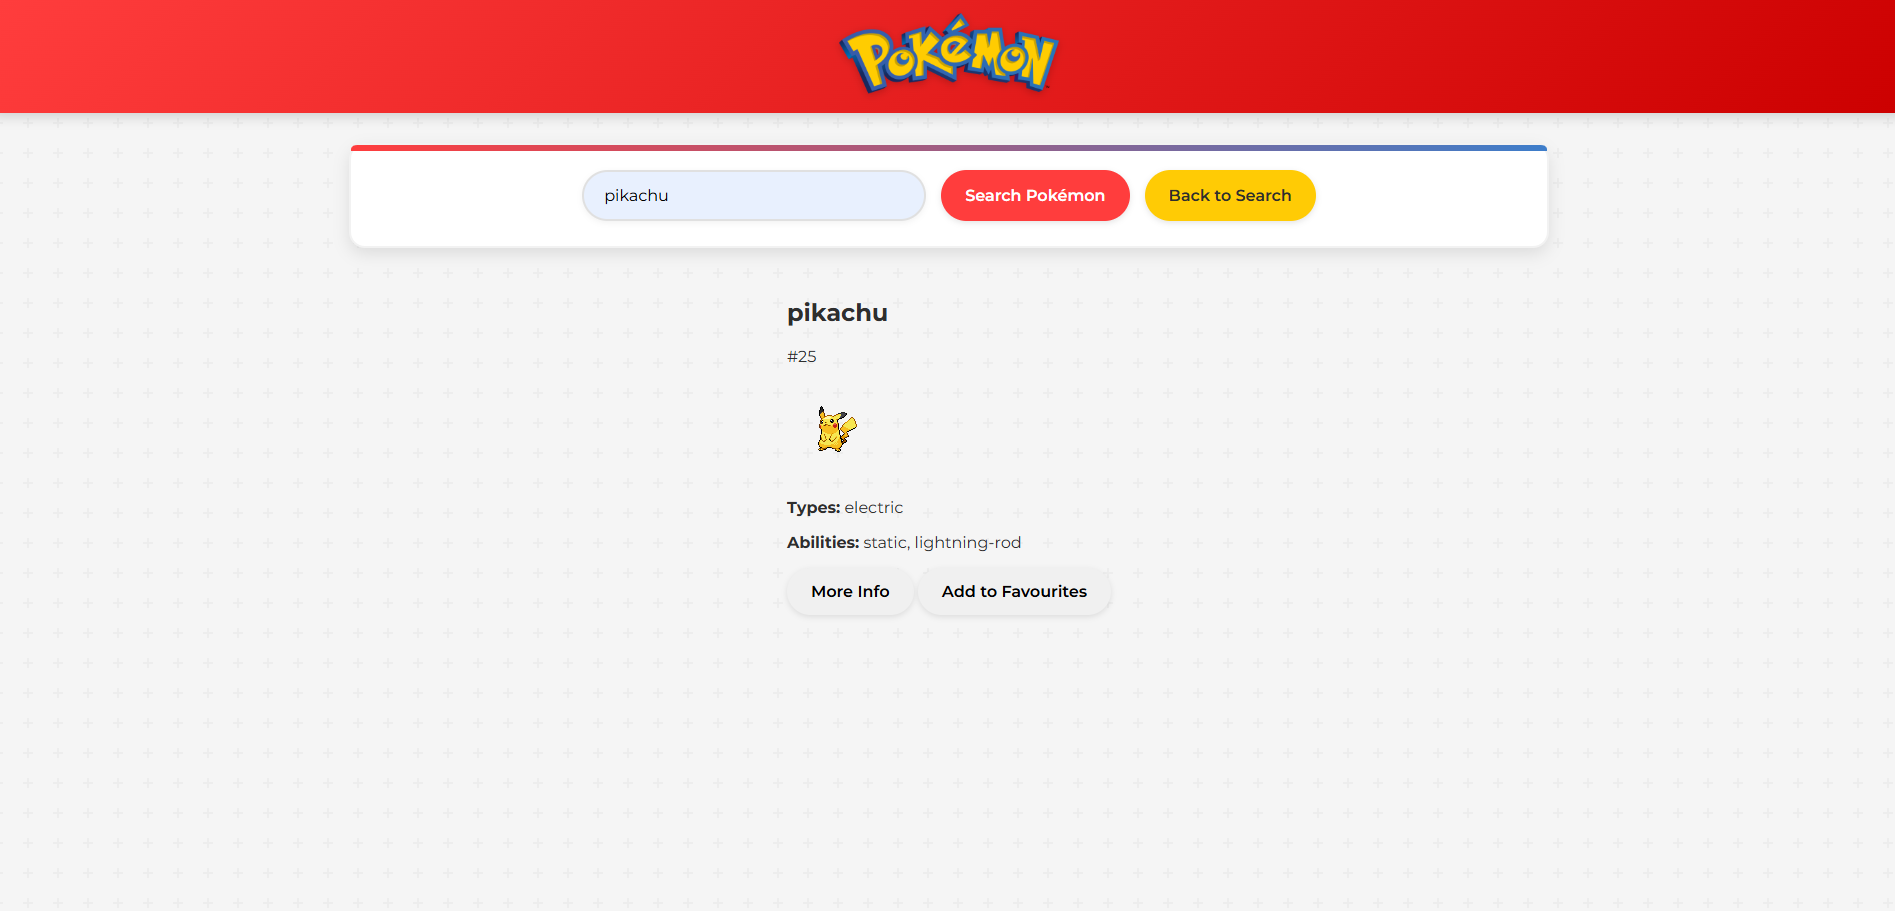 POKéMON
pikachu Search Pokémon Back to Search
pikachu
#25
Types: electric
Abilities: static, lightning-rod
More Info Add to Favourites